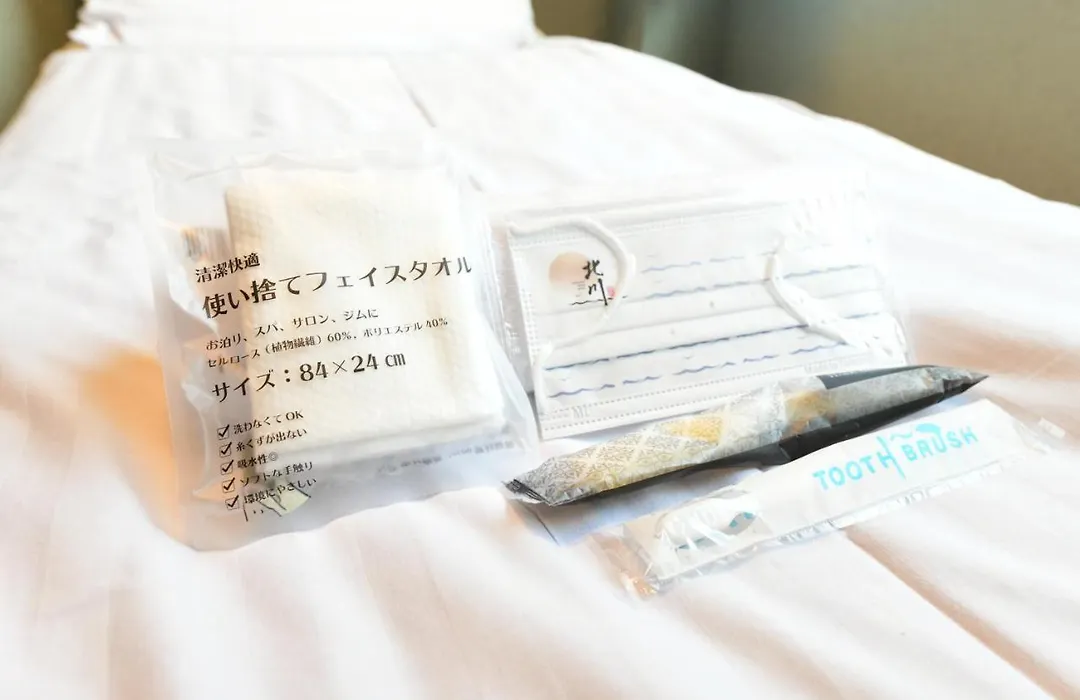 清潔快適
使い捨てフェイスタオル
お泊り、スパ、サロン、ジムに
セルロース（植物繊維）60%, ポリエステル 40%
サイズ：84×24 cm
洗わなくて OK
糸くずが出ない
吸水性◎
ソフトな手触り
環境にやさしい
北川
TOOTH BRUSH